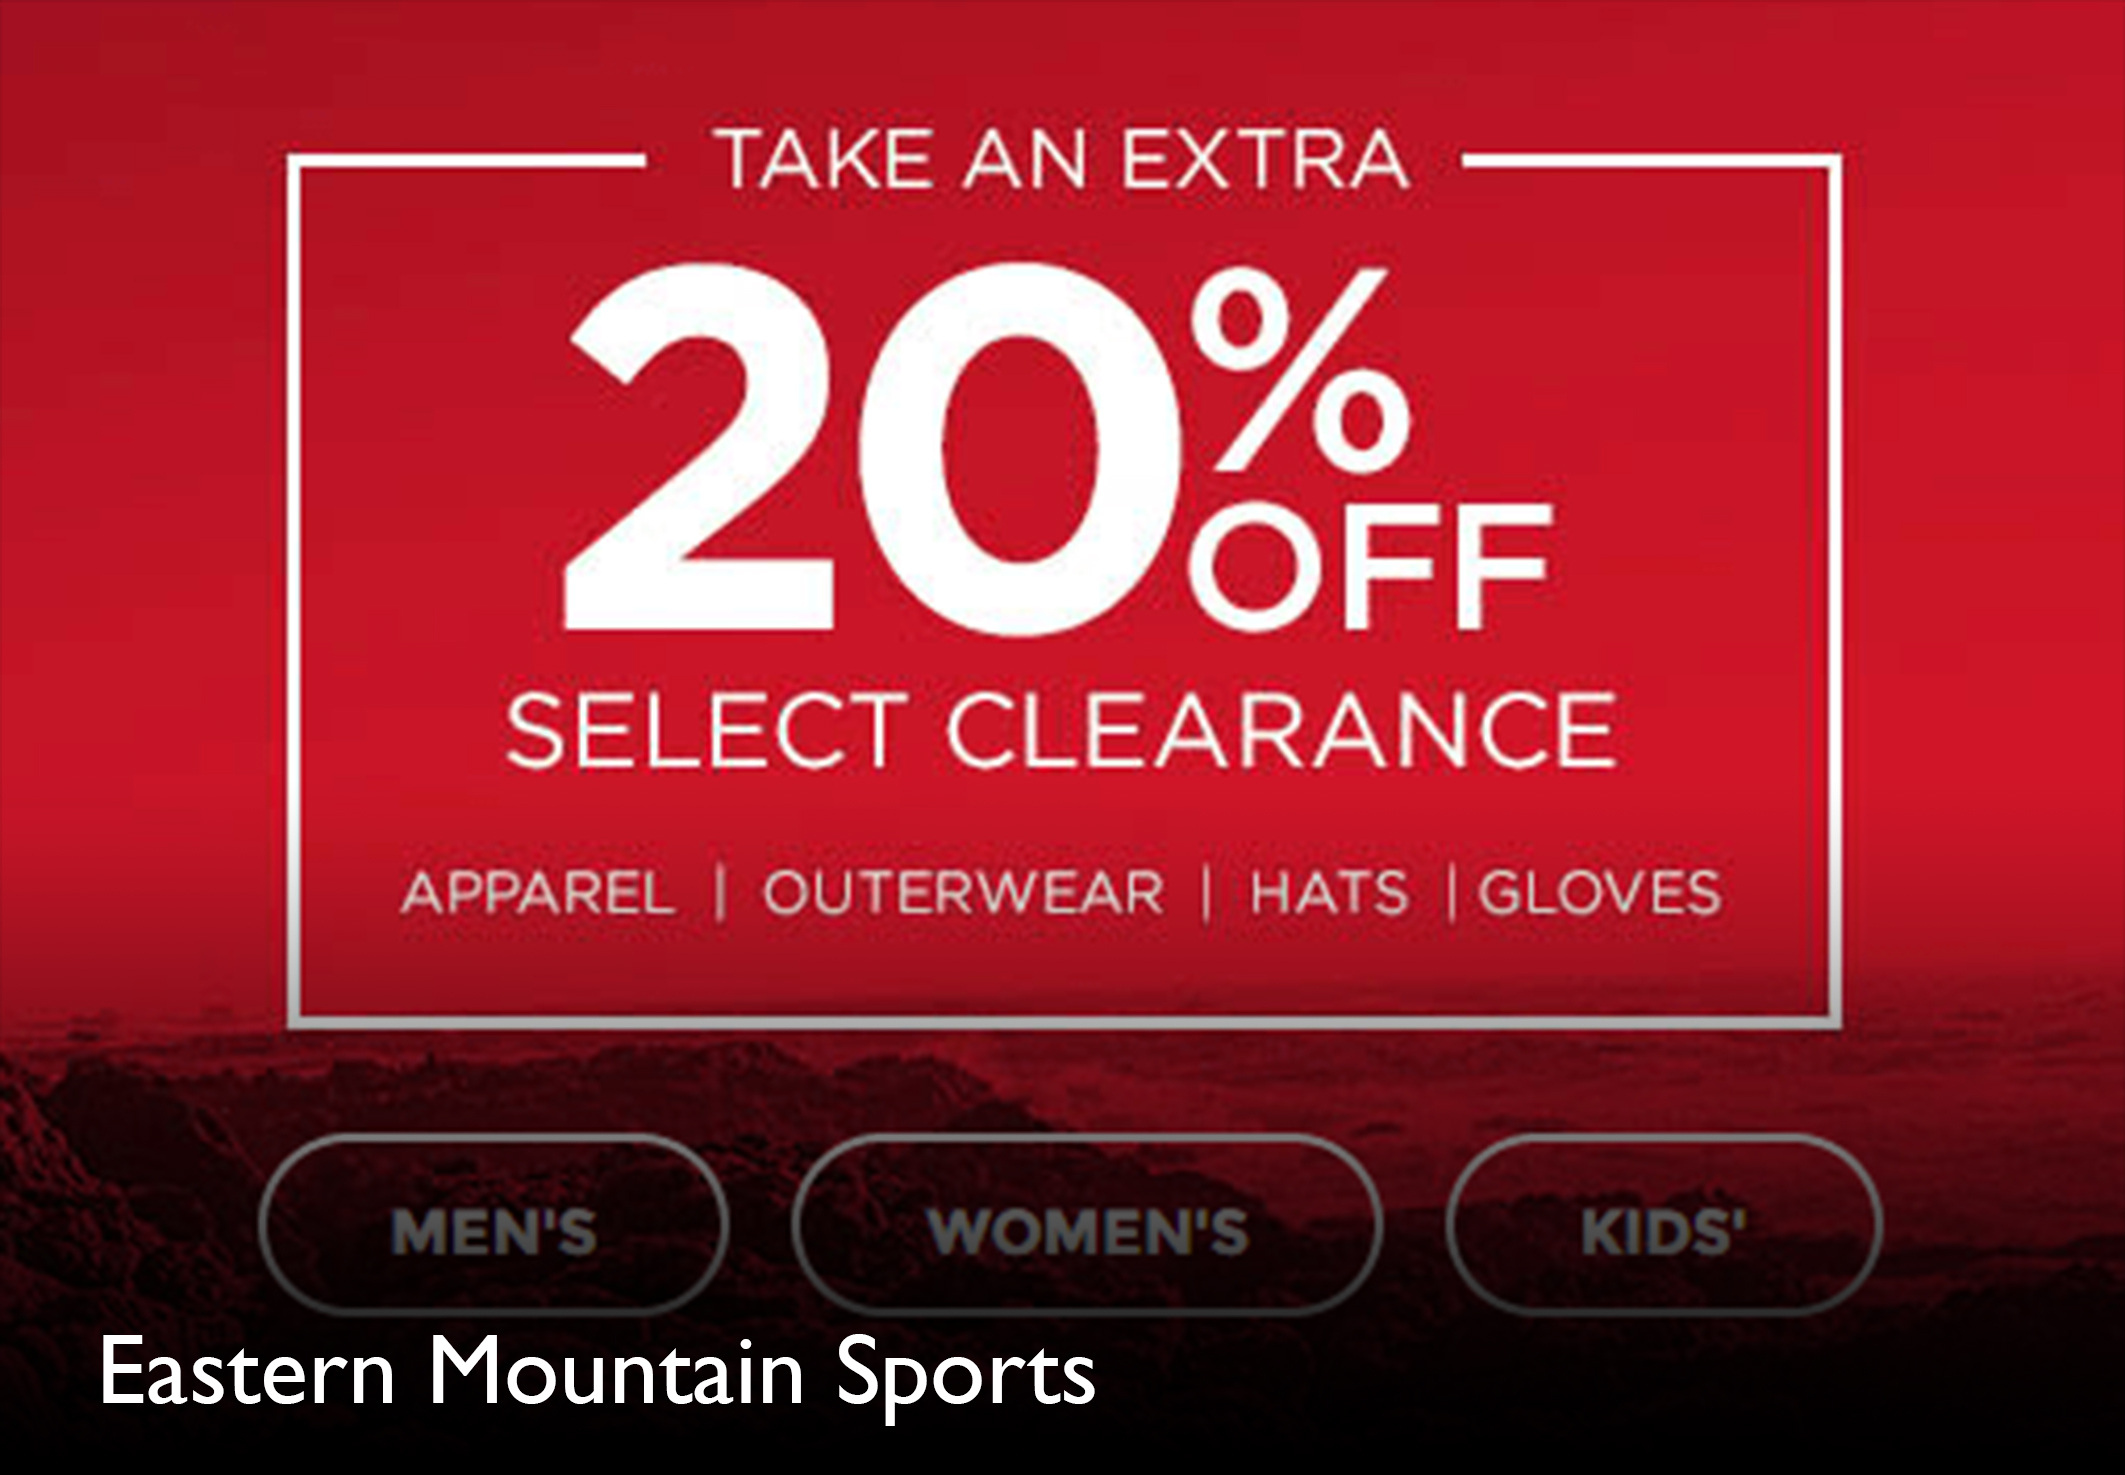 TAKE AN EXTRA
20% OFF
SELECT CLEARANCE
APPAREL | OUTERWEAR | HATS | GLOVES
MEN'S WOMEN'S KIDS'
Eastern Mountain Sports